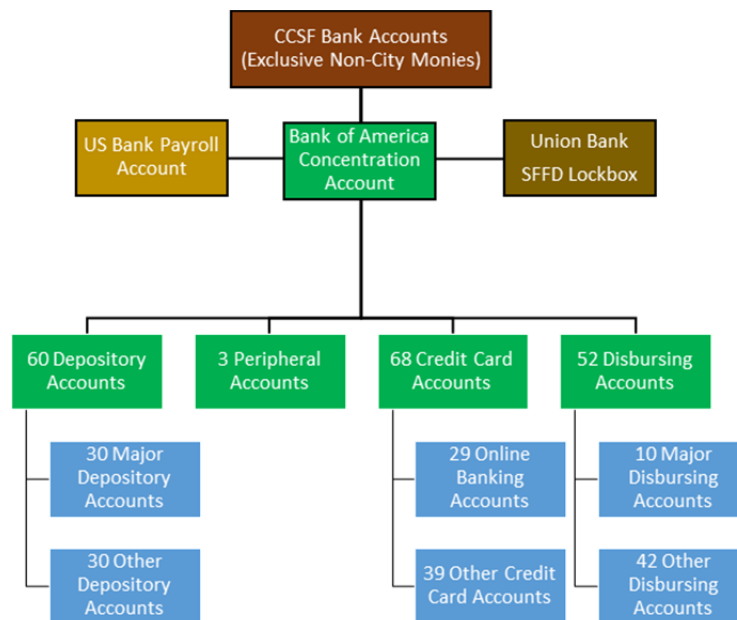 CCSF Bank Accounts
(Exclusive Non-City Monies)
US Bank Payroll
Account
Bank of America
Concentration
Account
Union Bank
SFFD Lockbox
60 Depository
Accounts
3 Peripheral
Accounts
68 Credit Card
Accounts
52 Disbursing
Accounts
30 Major
Depository
Accounts
29 Online
Banking
Accounts
10 Major
Disbursing
Accounts
30 Other
Depository
Accounts
39 Other Credit
Card Accounts
42 Other
Disbursing
Accounts